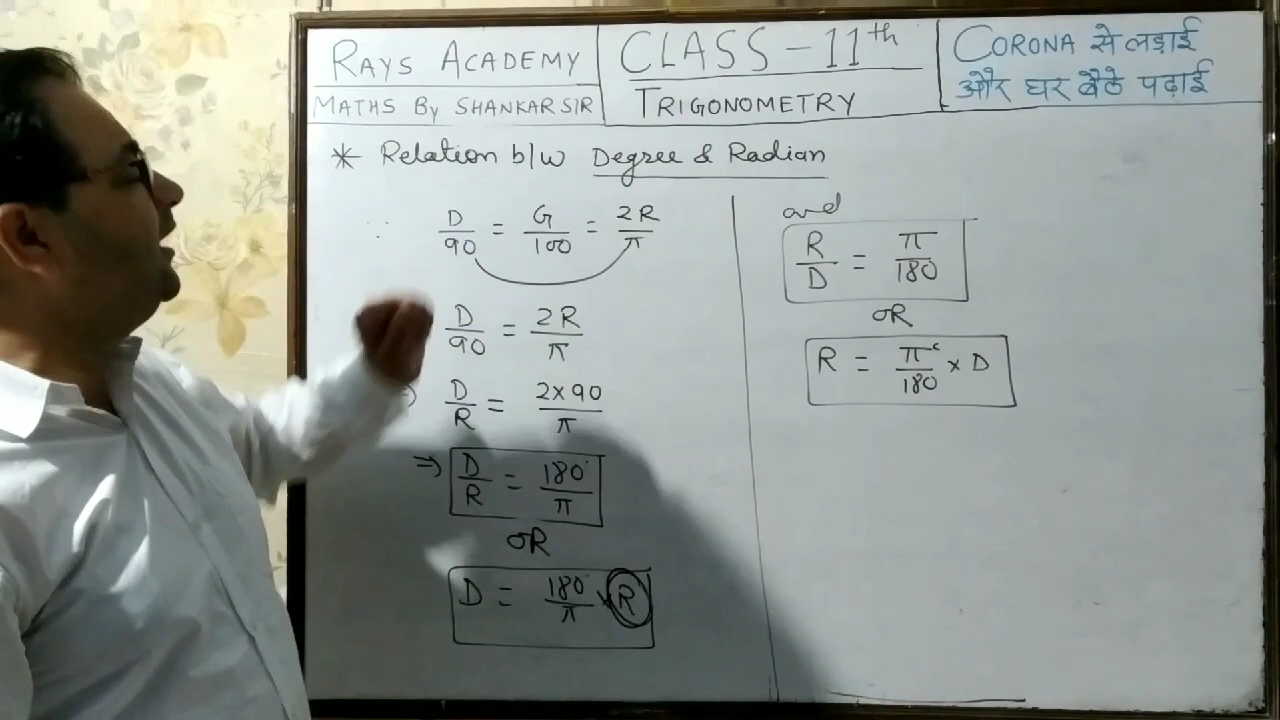 RAYS ACADEMY
MATHS BY SHANKAR SIR
CLASS - 11th
TRIGONOMETRY
CORONA से लड़ाई
और घर बैठे पढ़ाई
* Relation b/w Degree & Radian
∵ D/90 = G/100 = 2R/π
D/90 = 2R/π
D/R = 2×90/π
⇒ D/R = 180°/π
OR
D = 180°/π × R
and
R/D = π/180
OR
R = πᶜ/180 × D